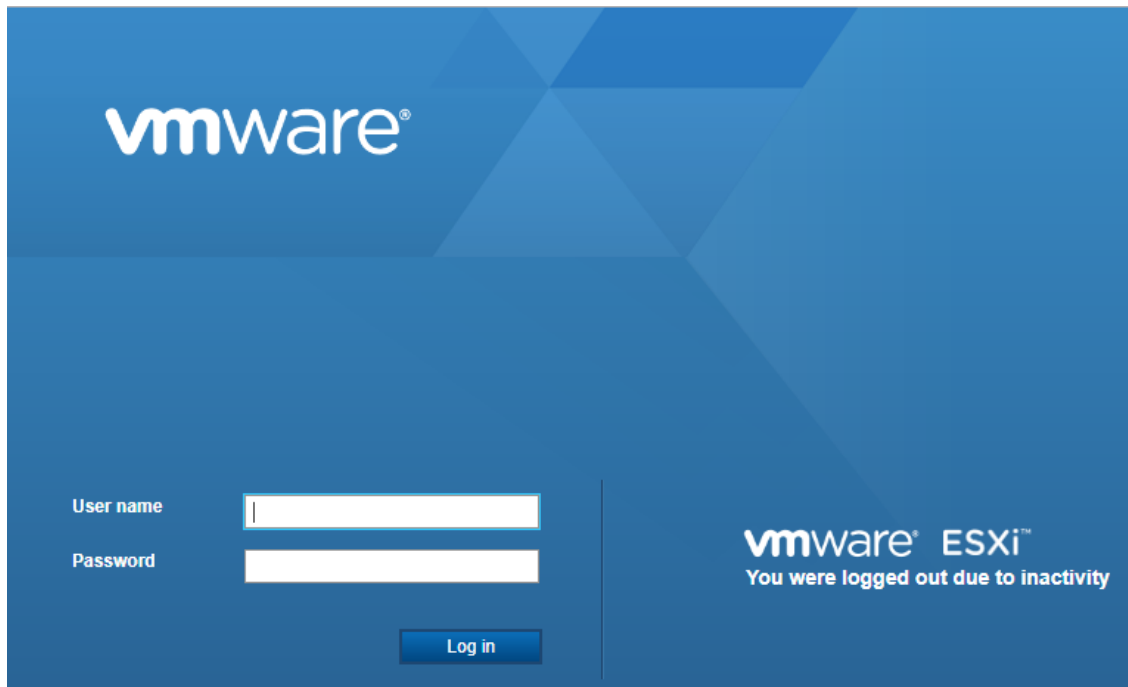 vmware®
User name
Password
Log in
vmware® ESXi™
You were logged out due to inactivity